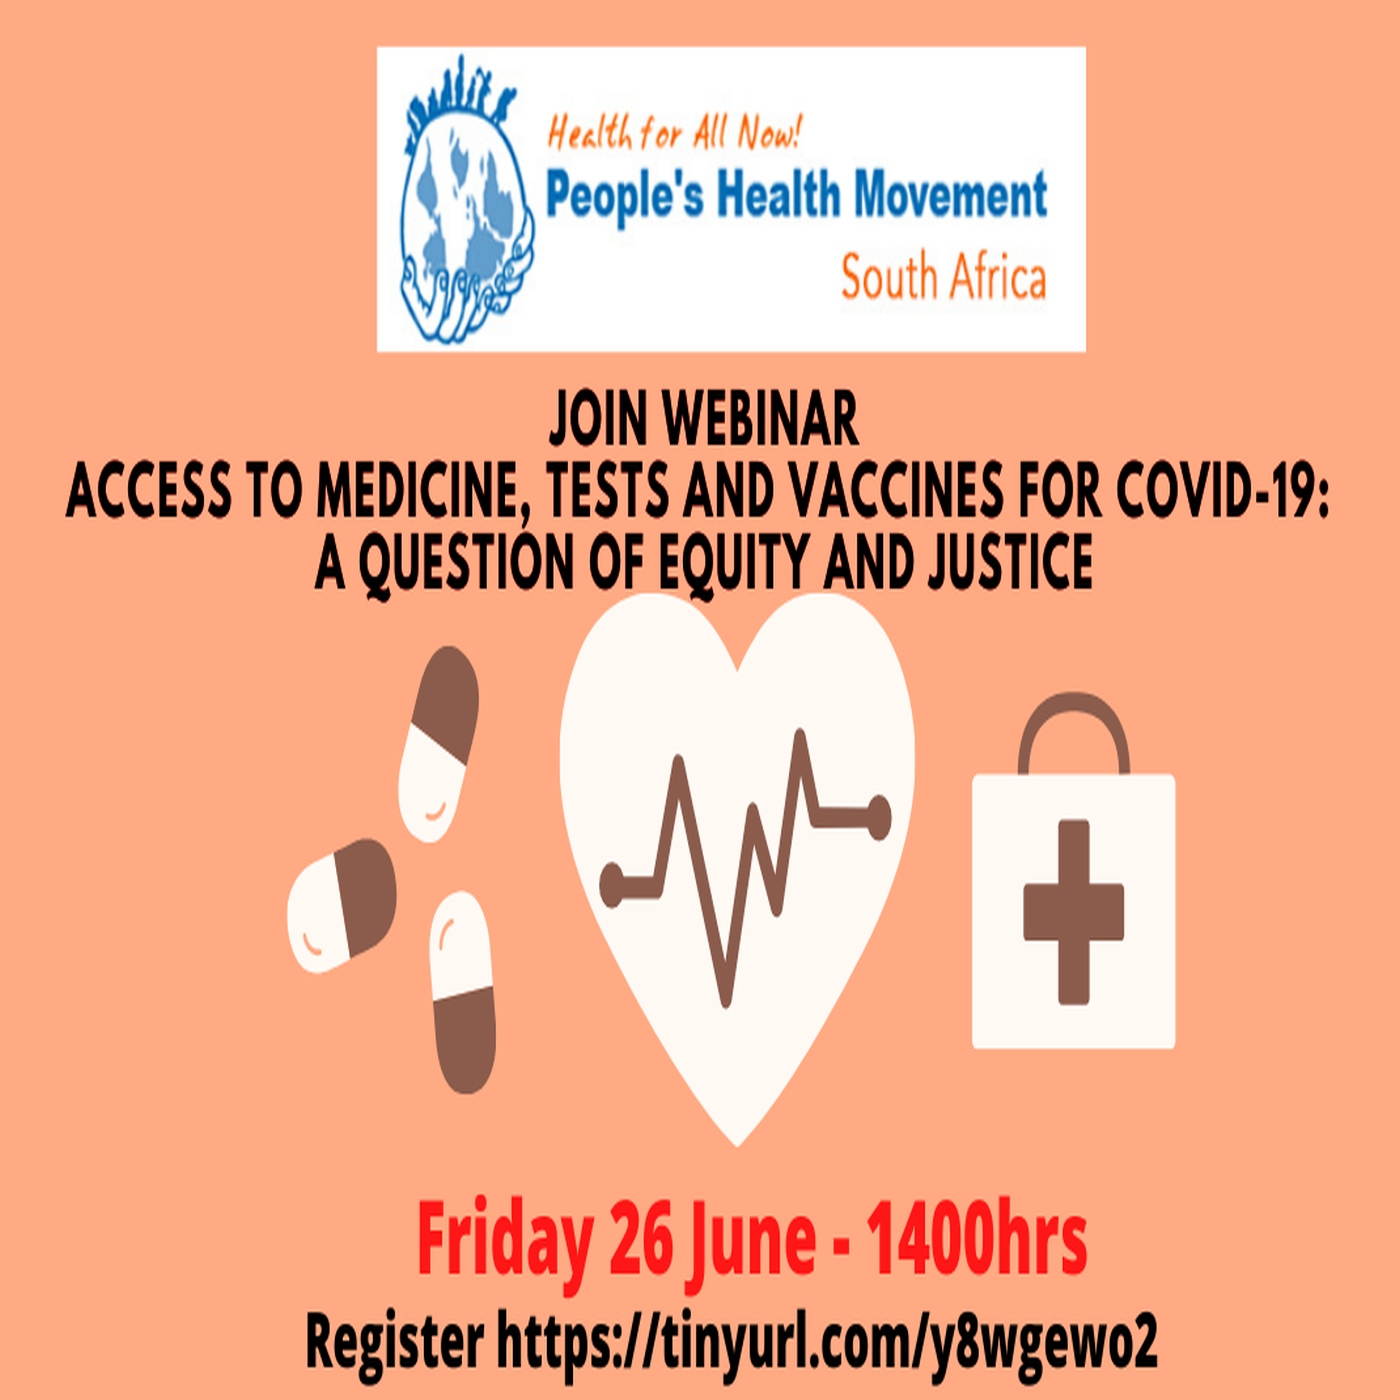 Health for All Now!
People's Health Movement
South Africa
JOIN WEBINAR
ACCESS TO MEDICINE, TESTS AND VACCINES FOR COVID-19:
A QUESTION OF EQUITY AND JUSTICE
Friday 26 June - 1400hrs
Register https://tinyurl.com/y8wgewo2